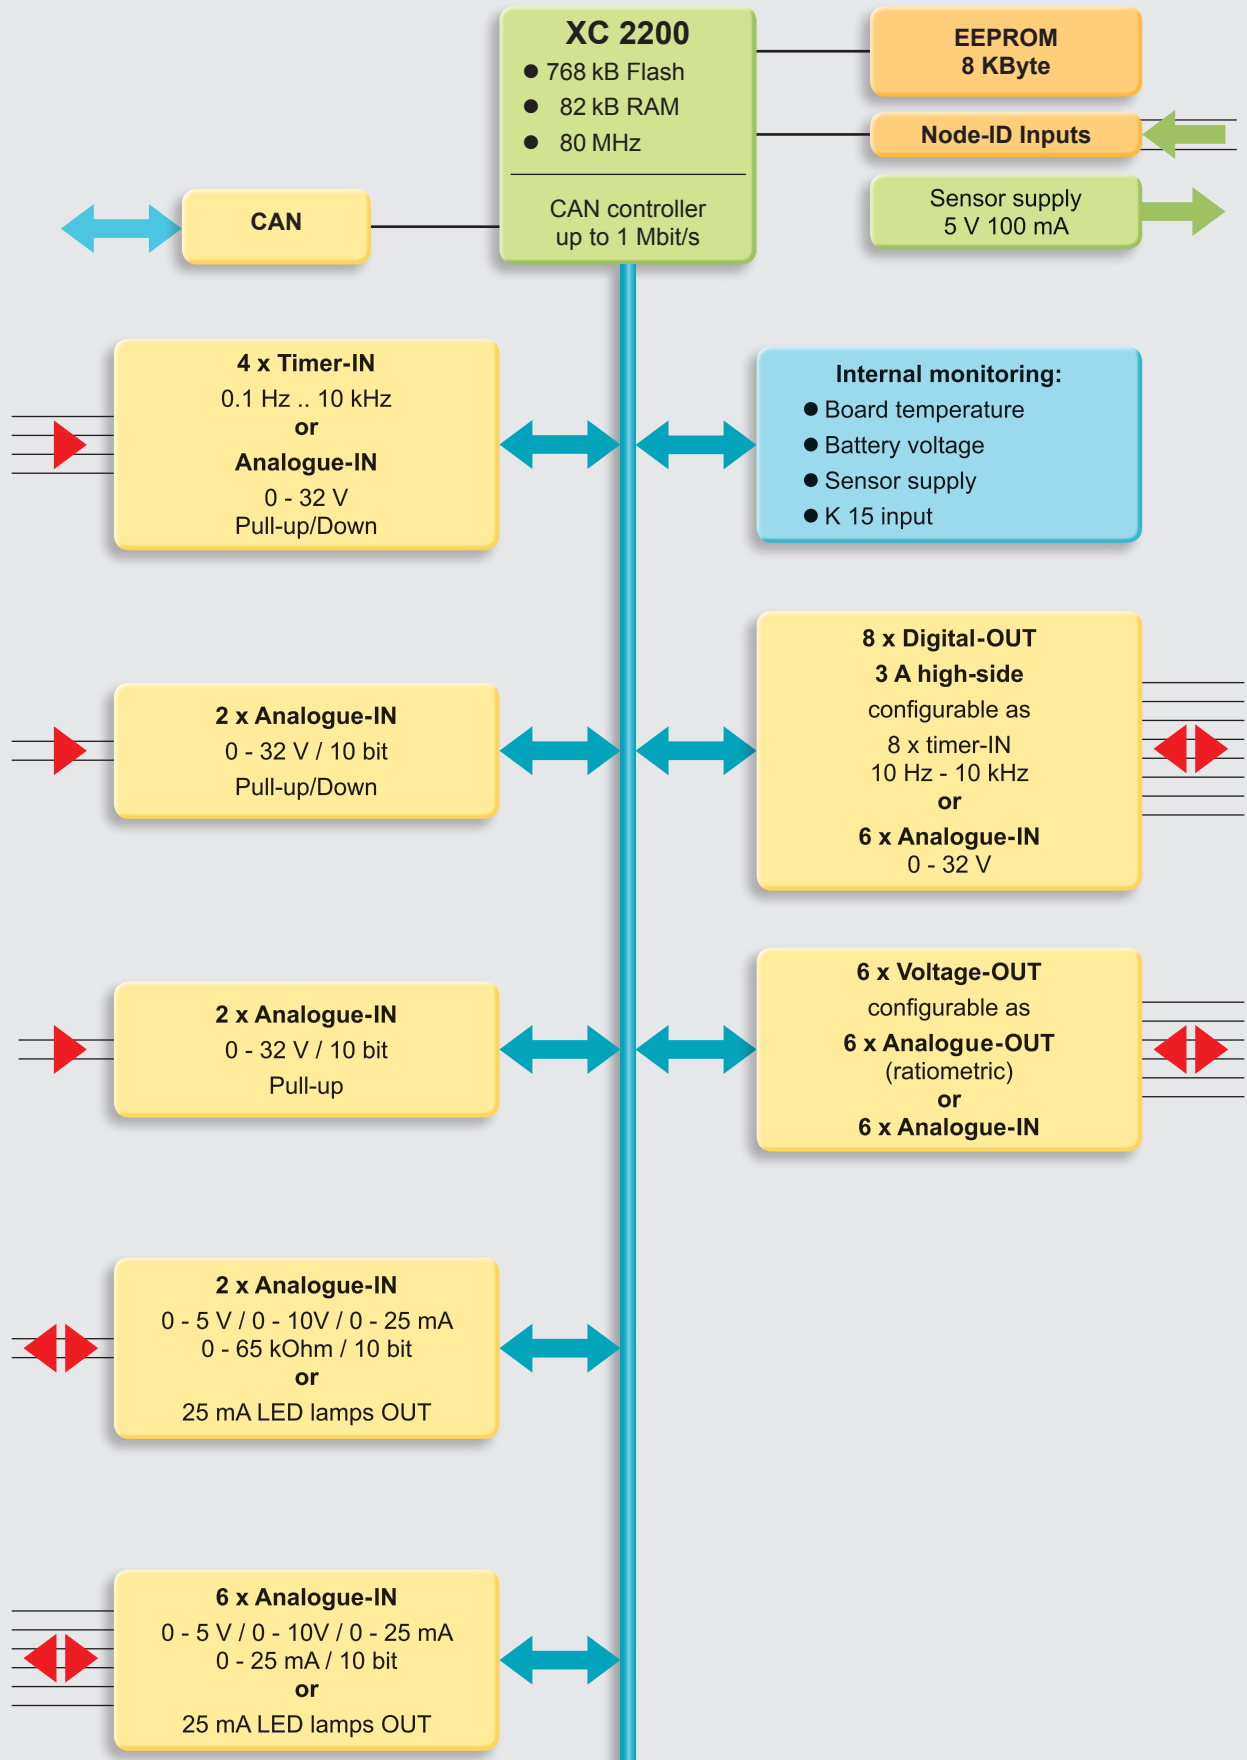 XC 2200
● 768 kB Flash
● 82 kB RAM
● 80 MHz
CAN controller
up to 1 Mbit/s
EEPROM
8 KByte
Node-ID Inputs
Sensor supply
5 V 100 mA
CAN
4 x Timer-IN
0.1 Hz .. 10 kHz
or
Analogue-IN
0 - 32 V
Pull-up/Down
Internal monitoring:
● Board temperature
● Battery voltage
● Sensor supply
● K 15 input
2 x Analogue-IN
0 - 32 V / 10 bit
Pull-up/Down
8 x Digital-OUT
3 A high-side
configurable as
8 x timer-IN
10 Hz - 10 kHz
or
6 x Analogue-IN
0 - 32 V
2 x Analogue-IN
0 - 32 V / 10 bit
Pull-up
6 x Voltage-OUT
configurable as
6 x Analogue-OUT
(ratiometric)
or
6 x Analogue-IN
2 x Analogue-IN
0 - 5 V / 0 - 10V / 0 - 25 mA
0 - 65 kOhm / 10 bit
or
25 mA LED lamps OUT
6 x Analogue-IN
0 - 5 V / 0 - 10V / 0 - 25 mA
0 - 25 mA / 10 bit
or
25 mA LED lamps OUT